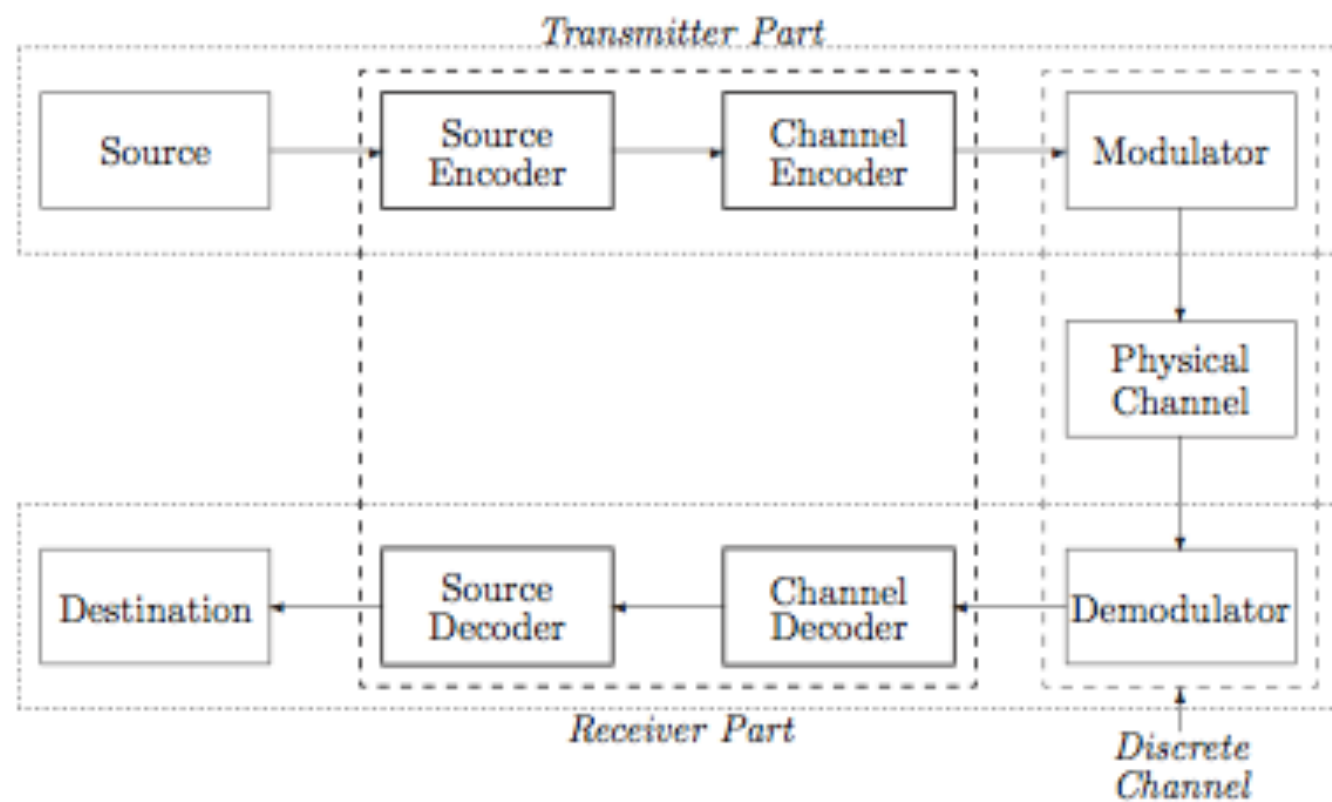 Transmitter Part
Source
Source
Encoder
Channel
Encoder
Modulator
Physical
Channel
Destination
Source
Decoder
Channel
Decoder
Demodulator
Receiver Part
Discrete
Channel